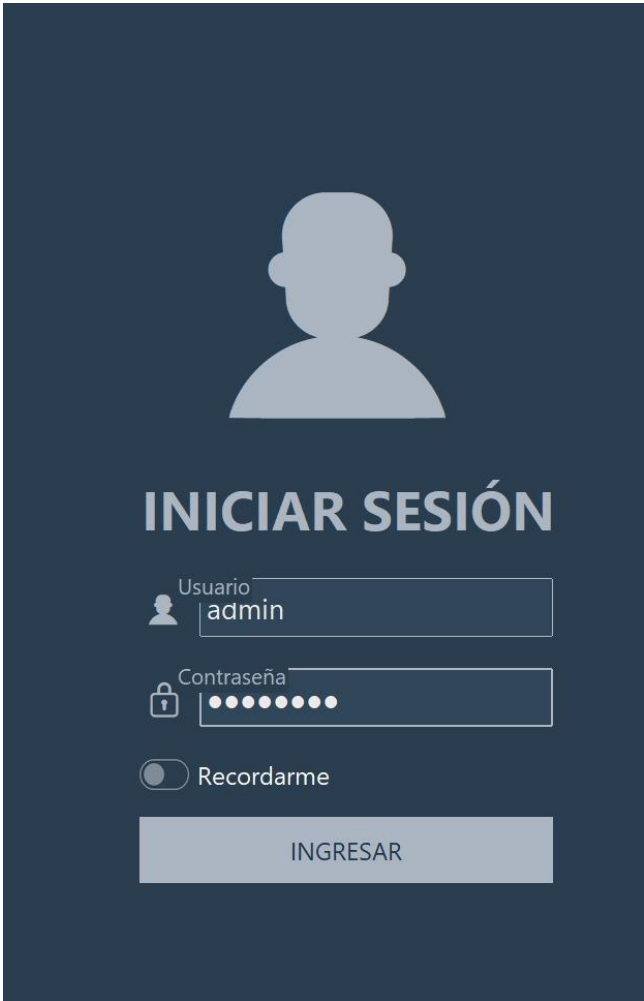 INICIAR SESIÓN
Usuario
admin
Contraseña
••••••••
Recordarme
INGRESAR